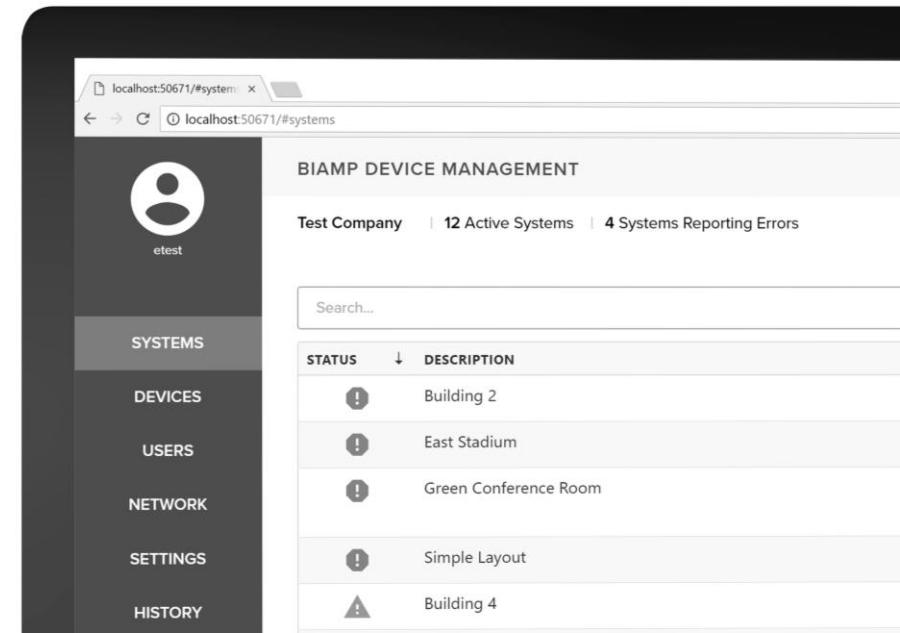 localhost:50671/#system
localhost:50671/#systems
BIAMP DEVICE MANAGEMENT
Test Company | 12 Active Systems | 4 Systems Reporting Errors
etest
Search...
SYSTEMS
DEVICES
USERS
NETWORK
SETTINGS
HISTORY
STATUS ↓ DESCRIPTION
Building 2
East Stadium
Green Conference Room
Simple Layout
Building 4